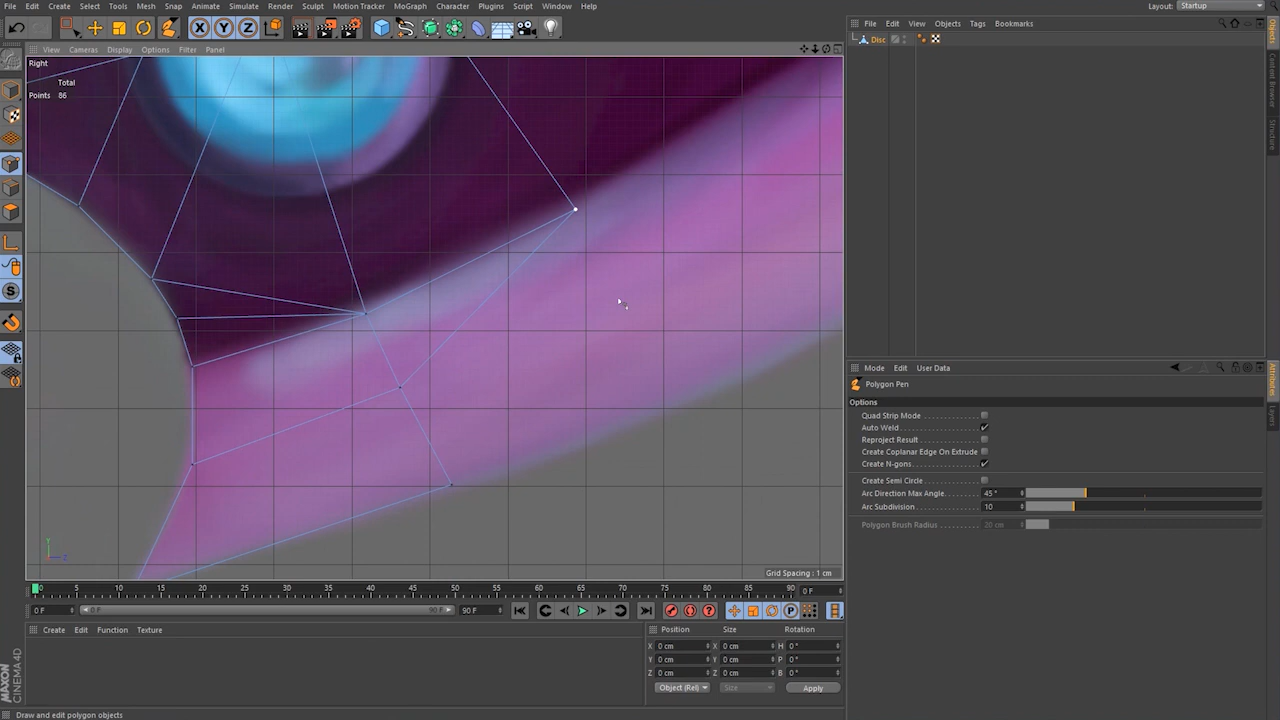 File Edit Create Select Tools Mesh Snap Animate Simulate Render Sculpt Motion Tracker MoGraph Character Plugins Script Window Help
Layout: Startup
X Y Z
File Edit View Objects Tags Bookmarks
Disc
View Cameras Display Options Filter Panel
Right
Total
Points 86
Y
Z
Grid Spacing : 1 cm
Objects
Content Browser
Structure
Mode Edit User Data
Polygon Pen
Options
Quad Strip Mode
Auto Weld
Reproject Result
Create Coplanar Edge On Extrude
Create N-gons
Create Semi Circle
Arc Direction Max Angle 45 °
Arc Subdivision 10
Polygon Brush Radius 20 cm
Attributes
Layers
0 5 10 15 20 25 30 35 40 45 50 55 60 65 70 75 80 85 90 0 F
0 F 0 F 90 F 90 F
Create Edit Function Texture
Position Size Rotation
X 0 cm X 0 cm H 0 °
Y 0 cm Y 0 cm P 0 °
Z 0 cm Z 0 cm B 0 °
Object (Rel) Size Apply
MAXON CINEMA 4D
Draw and edit polygon objects